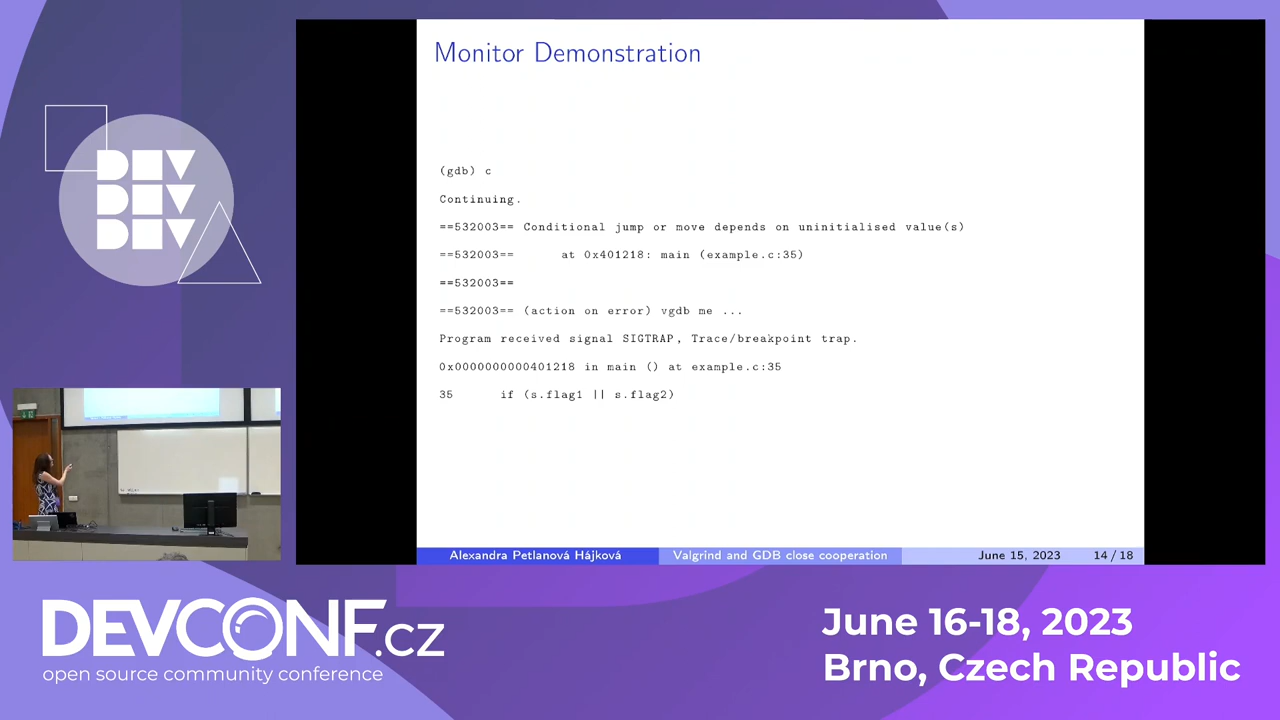 Monitor Demonstration
(gdb) c
Continuing.
==532003== Conditional jump or move depends on uninitialised value(s)
==532003==      at 0x401218: main (example.c:35)
==532003==
==532003== (action on error) vgdb me ...
Program received signal SIGTRAP, Trace/breakpoint trap.
0x0000000000401218 in main () at example.c:35
35      if (s.flag1 || s.flag2)
Alexandra Petlanová Hájková
Valgrind and GDB close cooperation
June 15, 2023
14 / 18
DEV
DEV
DEV
DEVCONF.cz
open source community conference
June 16-18, 2023
Brno, Czech Republic